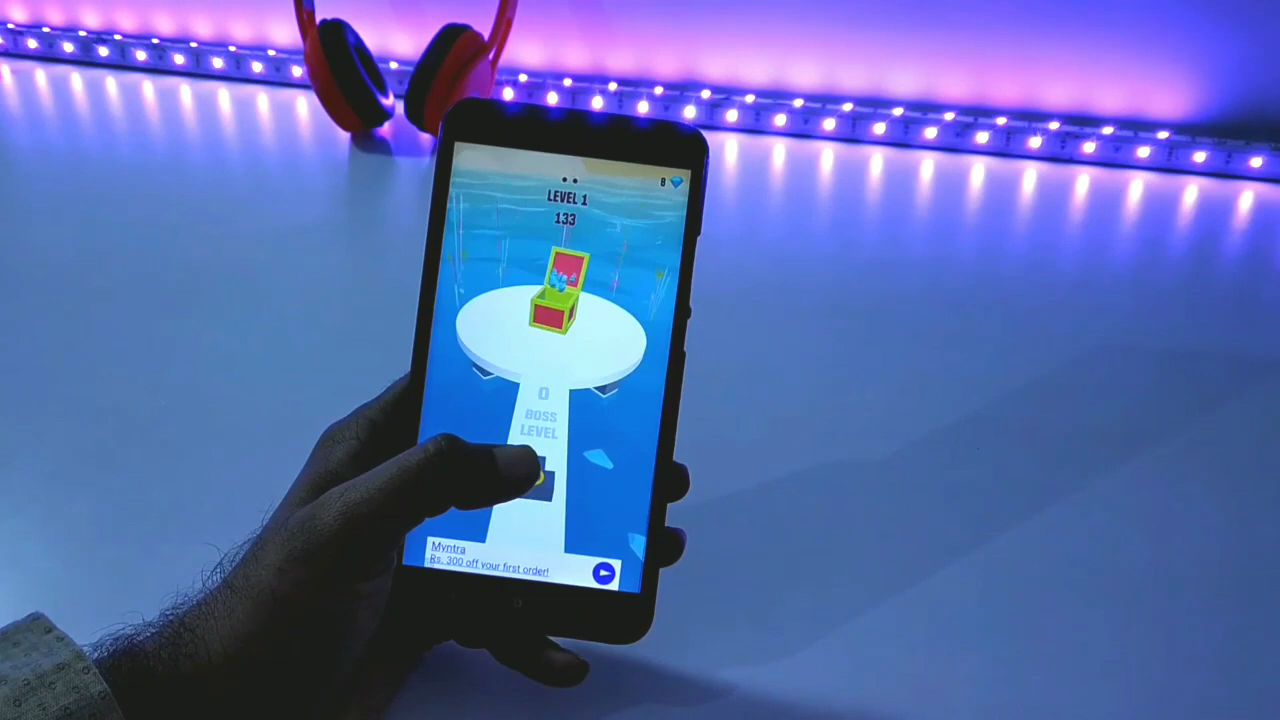 8
LEVEL 1
133
0
BOSS
LEVEL
Myntra
Rs. 300 off your first order!